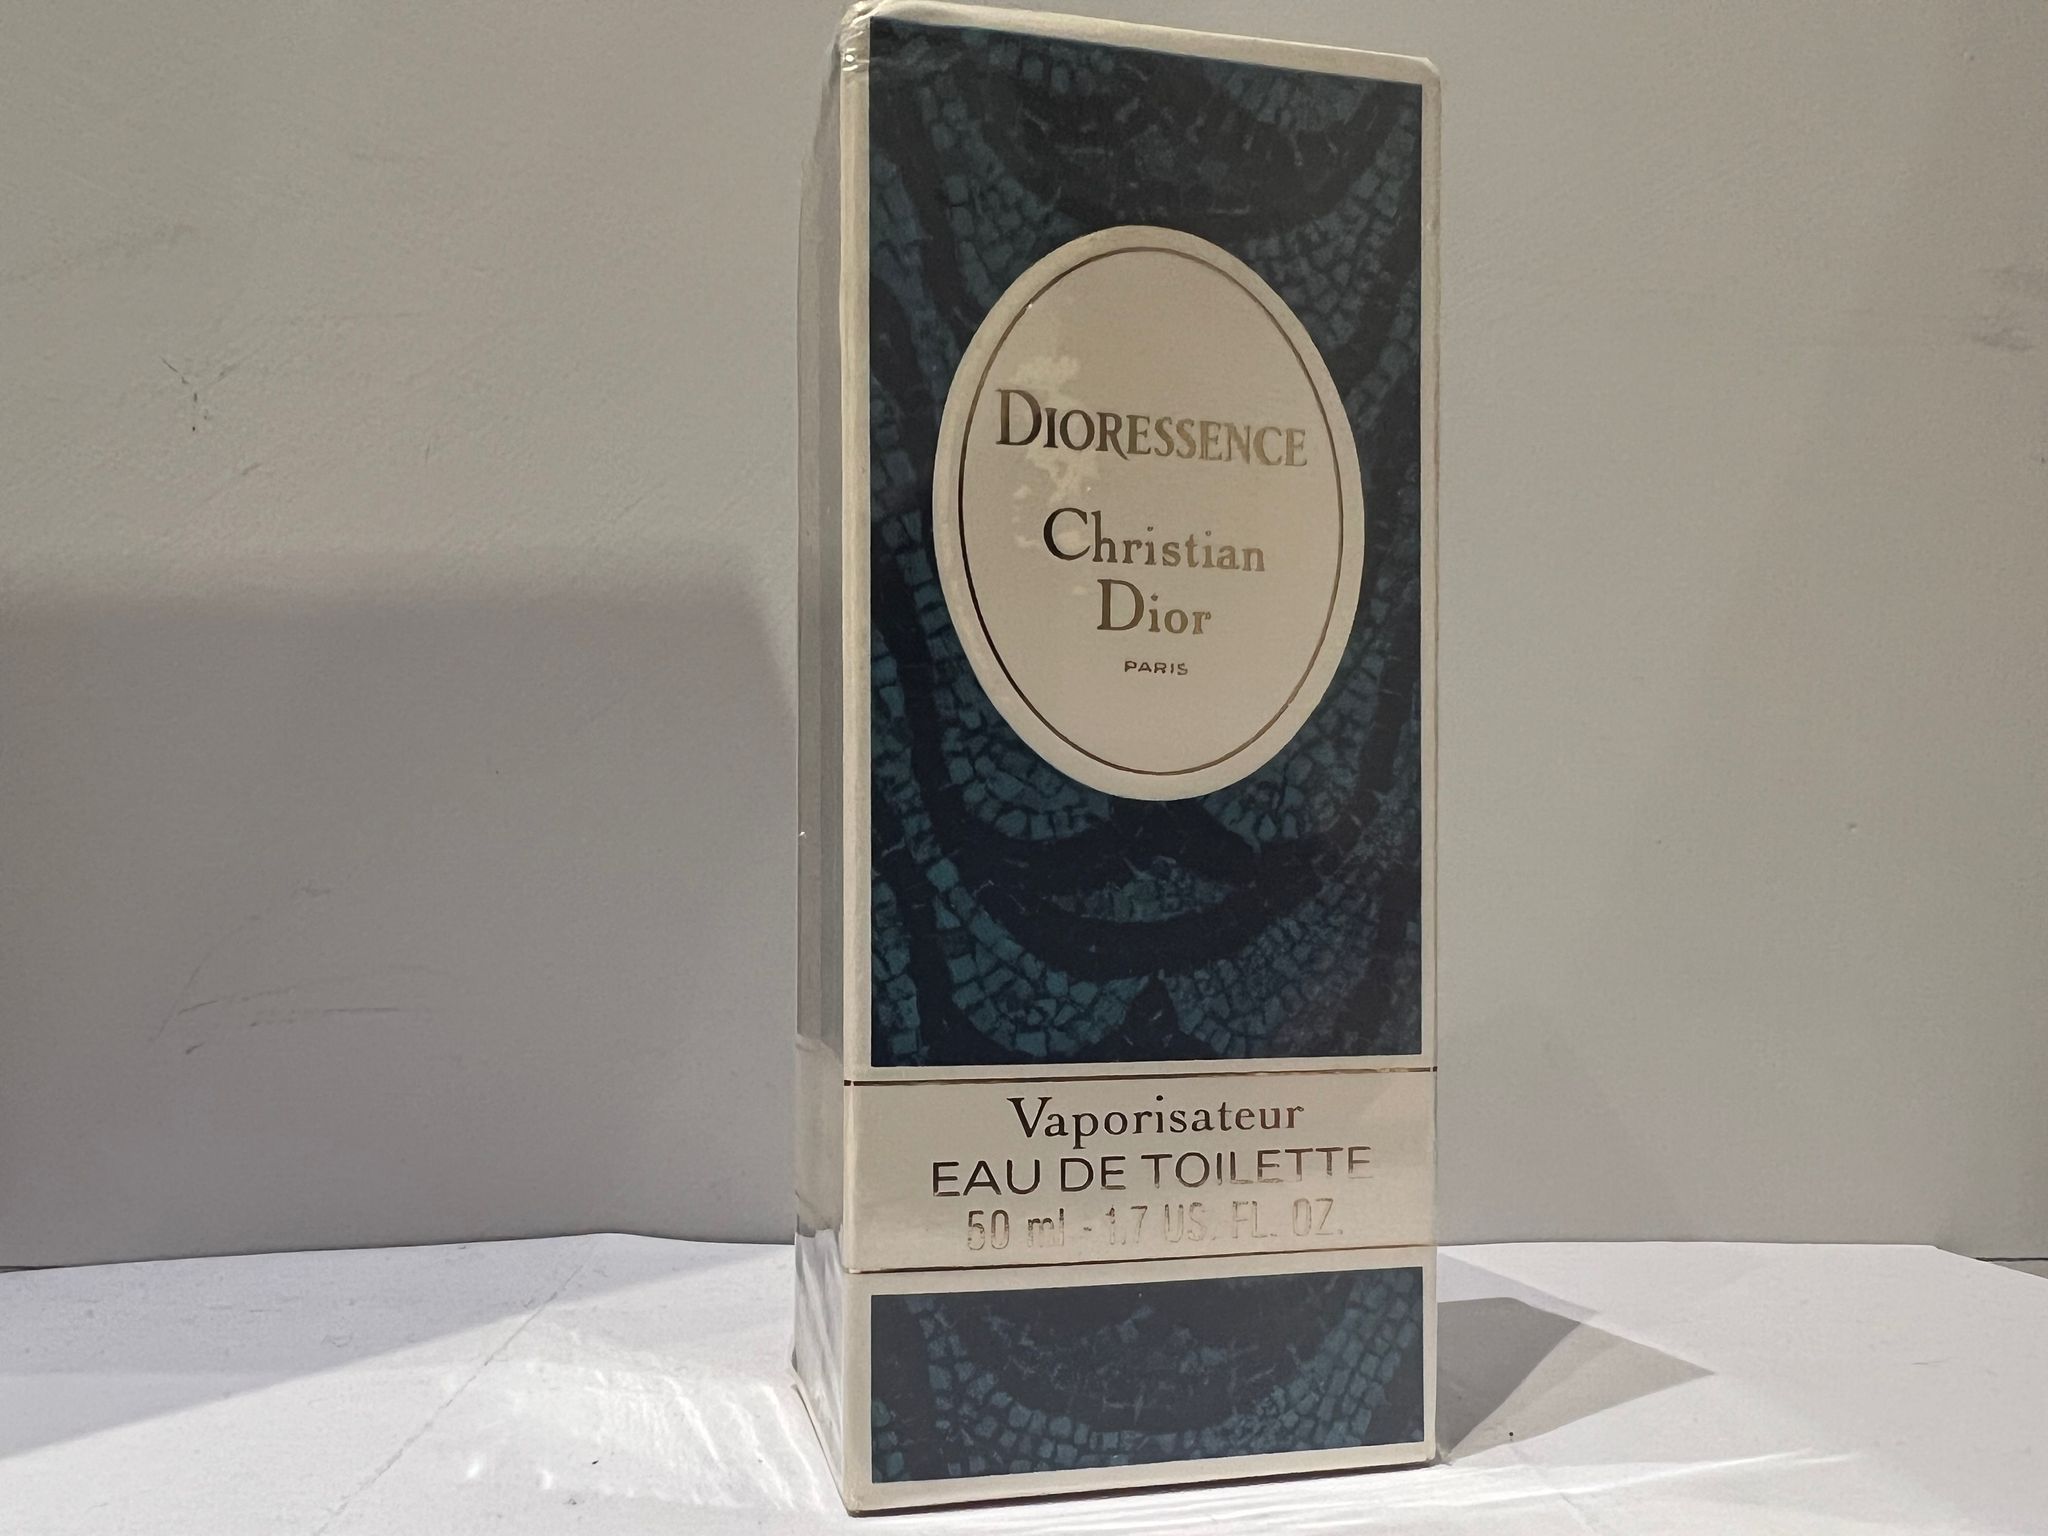 DIORESSENCE
Christian
Dior
PARIS
Vaporisateur
EAU DE TOILETTE
50 ml - 1.7 US. FL. OZ.